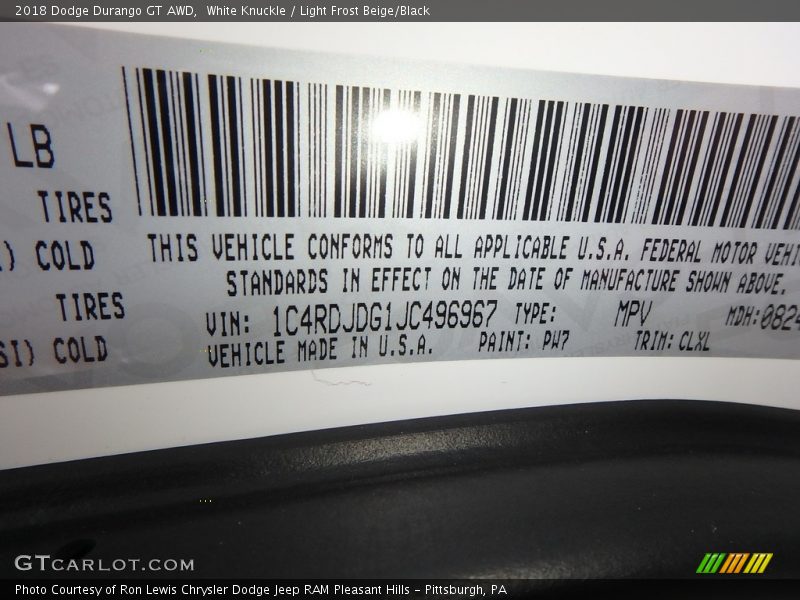 2018 Dodge Durango GT AWD, White Knuckle / Light Frost Beige/Black
LB
TIRES
) COLD
TIRES
SI) COLD
THIS VEHICLE CONFORMS TO ALL APPLICABLE U.S.A. FEDERAL MOTOR VEHI
STANDARDS IN EFFECT ON THE DATE OF MANUFACTURE SHOWN ABOVE.
VIN: 1C4RDJDG1JC496967 TYPE: MPV MDH:0824
VEHICLE MADE IN U.S.A. PAINT: PW7 TRIM: CLXL
GTCARLOT.COM
Photo Courtesy of Ron Lewis Chrysler Dodge Jeep RAM Pleasant Hills - Pittsburgh, PA